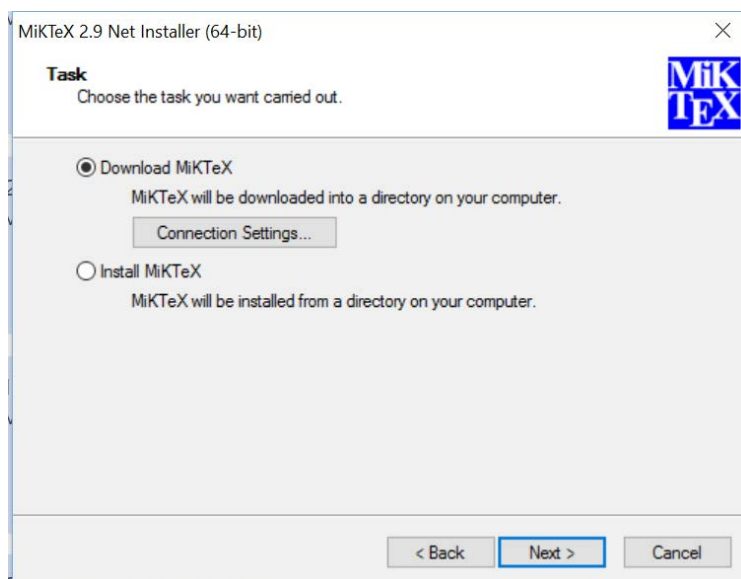 MiKTeX 2.9 Net Installer (64-bit)
Task
Choose the task you want carried out.
MiK
TEX
Download MiKTeX
MiKTeX will be downloaded into a directory on your computer.
Connection Settings...
Install MiKTeX
MiKTeX will be installed from a directory on your computer.
< Back Next > Cancel